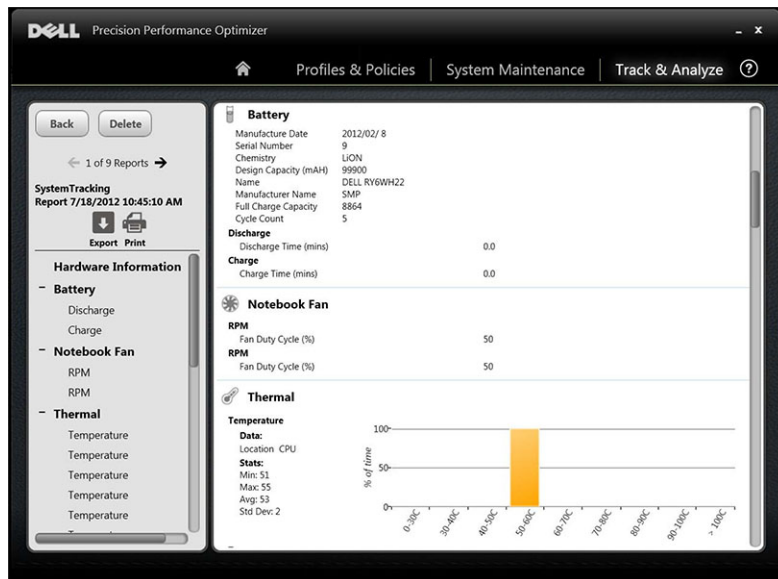 DELL Precision Performance Optimizer
Profiles & Policies System Maintenance Track & Analyze ?
Back Delete
1 of 9 Reports
SystemTracking
Report 7/18/2012 10:45:10 AM
Export Print
Hardware Information
− Battery
Discharge
Charge
− Notebook Fan
RPM
RPM
− Thermal
Temperature
Temperature
Temperature
Temperature
Temperature
Battery
Manufacture Date 2012/02/ 8
Serial Number 9
Chemistry LiON
Design Capacity (mAH) 99900
Name DELL RY6WH22
Manufacturer Name SMP
Full Charge Capacity 8864
Cycle Count 5
Discharge
Discharge Time (mins) 0.0
Charge
Charge Time (mins) 0.0
Notebook Fan
RPM
Fan Duty Cycle (%) 50
RPM
Fan Duty Cycle (%) 50
Thermal
Temperature
Data:
Location CPU
Stats:
Min: 51
Max: 55
Avg: 53
Std Dev: 2
% of time
100
50
0
0-30C 30-40C 40-50C 50-60C 60-70C 70-80C 80-90C 90-100C > 100C